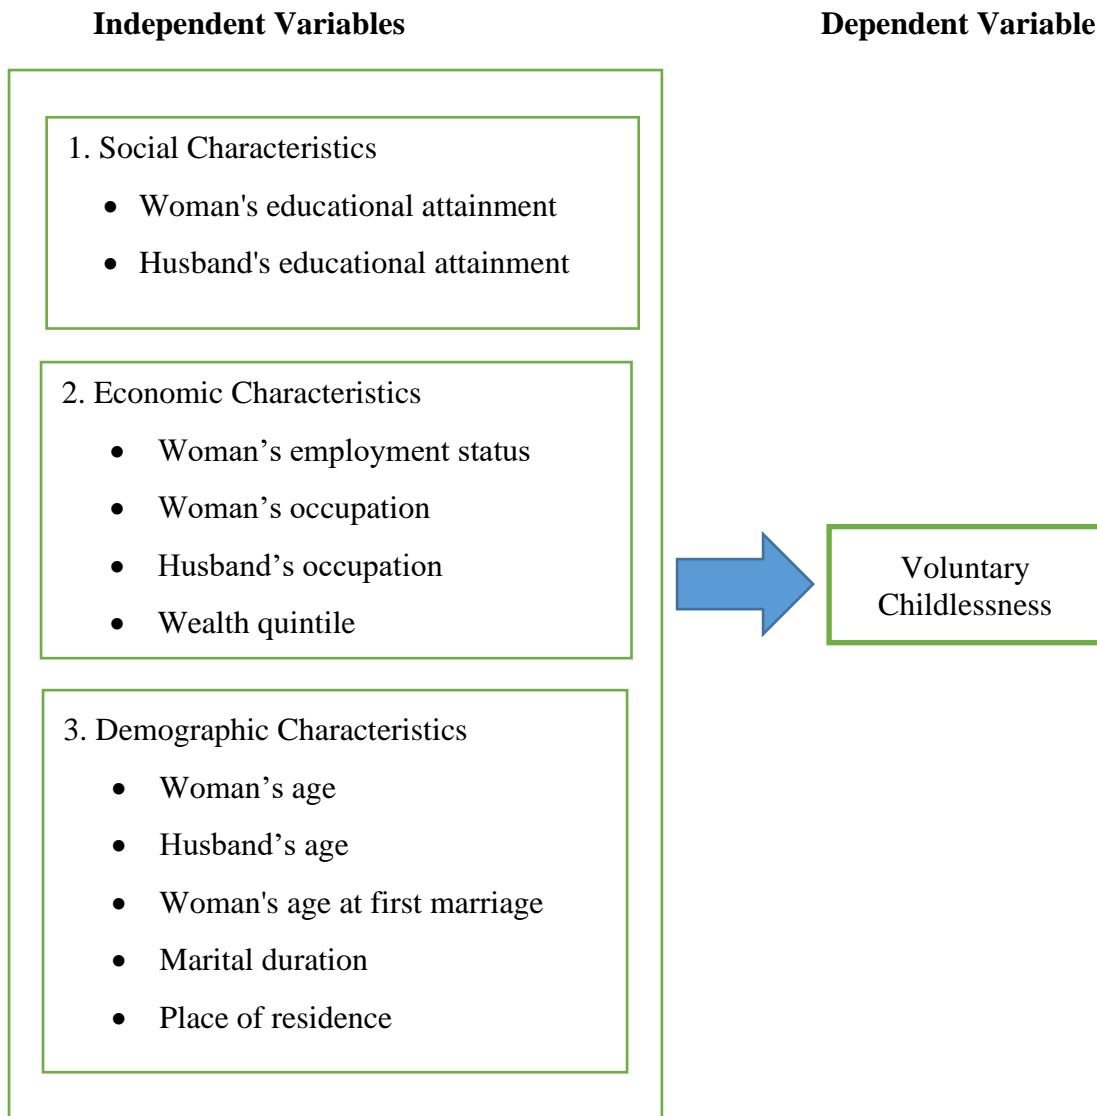 Independent Variables
Dependent Variable
1. Social Characteristics
• Woman's educational attainment
• Husband's educational attainment
2. Economic Characteristics
• Woman’s employment status
• Woman’s occupation
• Husband’s occupation
• Wealth quintile
Voluntary
Childlessness
3. Demographic Characteristics
• Woman’s age
• Husband’s age
• Woman's age at first marriage
• Marital duration
• Place of residence